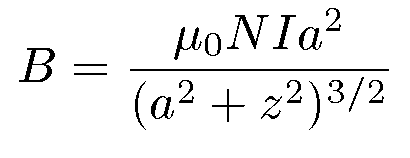 $B = \frac{\mu_0 N I a^2}{(a^2 + z^2)^{3/2}}$